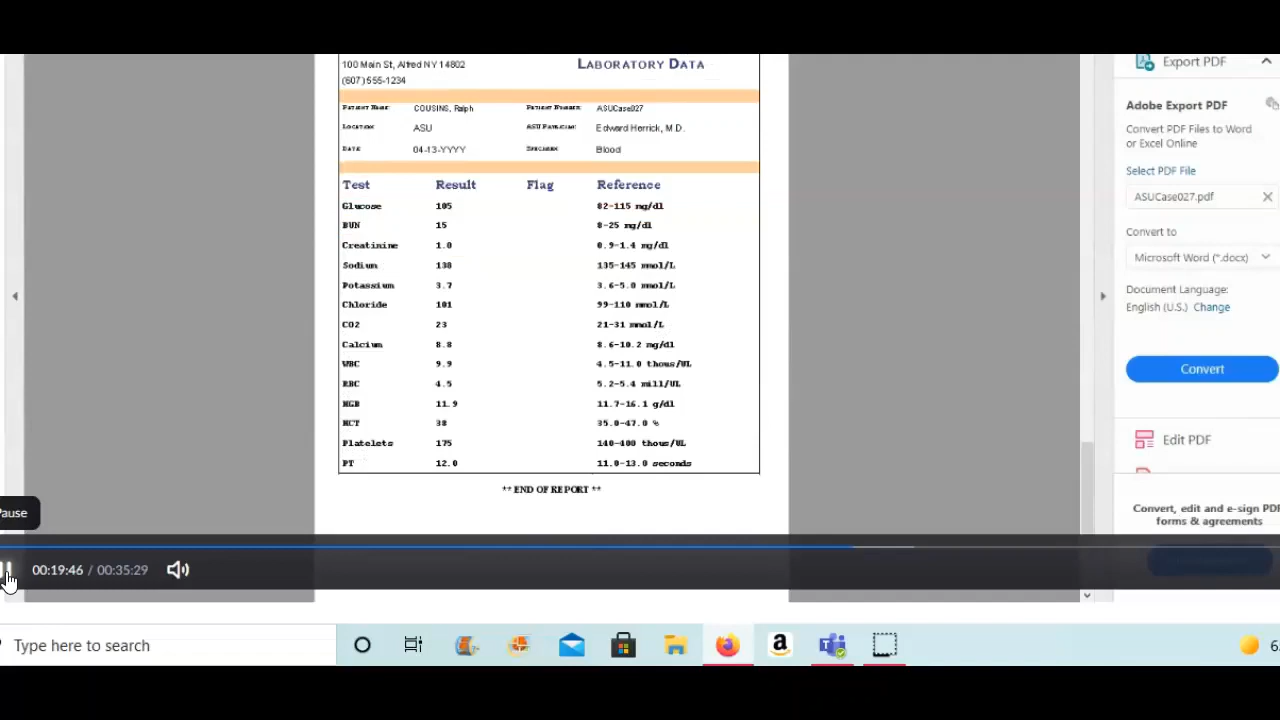 100 Main St, Alfred NY 14802
LABORATORY DATA
(607) 555-1234
PATIENT NAME: COUSINS, Ralph PATIENT NUMBER: ASUCase027
LOCATION: ASU ASU PHYSICIAN: Edward Herrick, M.D.
DATE: 04-13-YYYY SPECIMEN: Blood
Test Result Flag Reference
Glucose 105 82-115 mg/dl
BUN 15 8-25 mg/dl
Creatinine 1.0 0.9-1.4 mg/dl
Sodium 138 135-145 mmol/L
Potassium 3.7 3.6-5.0 mmol/L
Chloride 101 99-110 mmol/L
CO2 23 21-31 mmol/L
Calcium 8.8 8.6-10.2 mg/dl
WBC 9.9 4.5-11.0 thous/UL
RBC 4.5 5.2-5.4 mill/UL
HGB 11.9 11.7-16.1 g/dl
HCT 38 35.0-47.0 %
Platelets 175 140-400 thous/UL
PT 12.0 11.0-13.0 seconds
** END OF REPORT **
Export PDF
Adobe Export PDF
Convert PDF Files to Word
or Excel Online
Select PDF File
ASUCase027.pdf
Convert to
Microsoft Word (*.docx)
Document Language:
English (U.S.) Change
Convert
Edit PDF
Convert, edit and e-sign PDF
forms & agreements
Pause
00:19:46 / 00:35:29
Type here to search